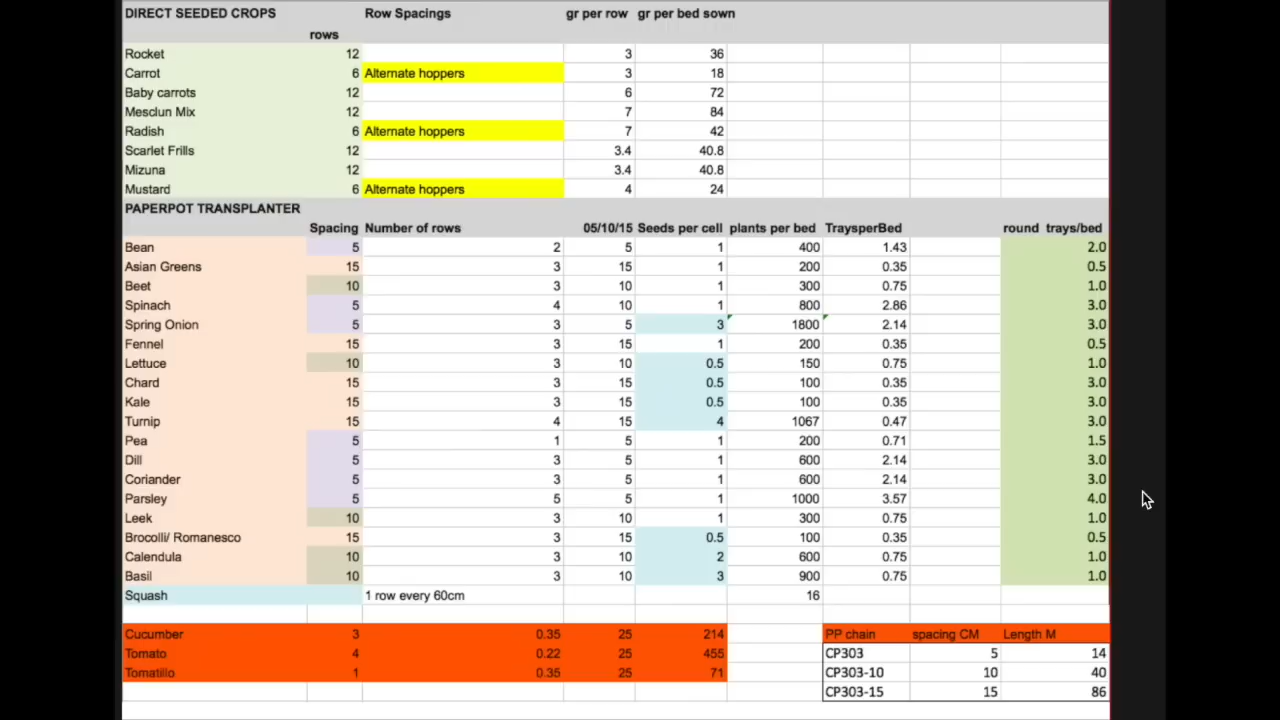 DIRECT SEEDED CROPS Row Spacings gr per row gr per bed sown
rows
Rocket 12 3 36
Carrot 6 Alternate hoppers 3 18
Baby carrots 12 6 72
Mesclun Mix 12 7 84
Radish 6 Alternate hoppers 7 42
Scarlet Frills 12 3.4 40.8
Mizuna 12 3.4 40.8
Mustard 6 Alternate hoppers 4 24
PAPERPOT TRANSPLANTER
Spacing Number of rows 05/10/15 Seeds per cell plants per bed TraysperBed round trays/bed
Bean 5 2 5 1 400 1.43 2.0
Asian Greens 15 3 15 1 200 0.35 0.5
Beet 10 3 10 1 300 0.75 1.0
Spinach 5 4 10 1 800 2.86 3.0
Spring Onion 5 3 5 3 1800 2.14 3.0
Fennel 15 3 15 1 200 0.35 0.5
Lettuce 10 3 10 0.5 150 0.75 1.0
Chard 15 3 15 0.5 100 0.35 3.0
Kale 15 3 15 0.5 100 0.35 3.0
Turnip 15 4 15 4 1067 0.47 3.0
Pea 5 1 5 1 200 0.71 1.5
Dill 5 3 5 1 600 2.14 3.0
Coriander 5 3 5 1 600 2.14 3.0
Parsley 5 5 5 1 1000 3.57 4.0
Leek 10 3 10 1 300 0.75 1.0
Brocolli/ Romanesco 15 3 15 0.5 100 0.35 0.5
Calendula 10 3 10 2 600 0.75 1.0
Basil 10 3 10 3 900 0.75 1.0
Squash 1 row every 60cm 16
Cucumber 3 0.35 25 214 PP chain spacing CM Length M
Tomato 4 0.22 25 455 CP303 5 14
Tomatillo 1 0.35 25 71 CP303-10 10 40
CP303-15 15 86